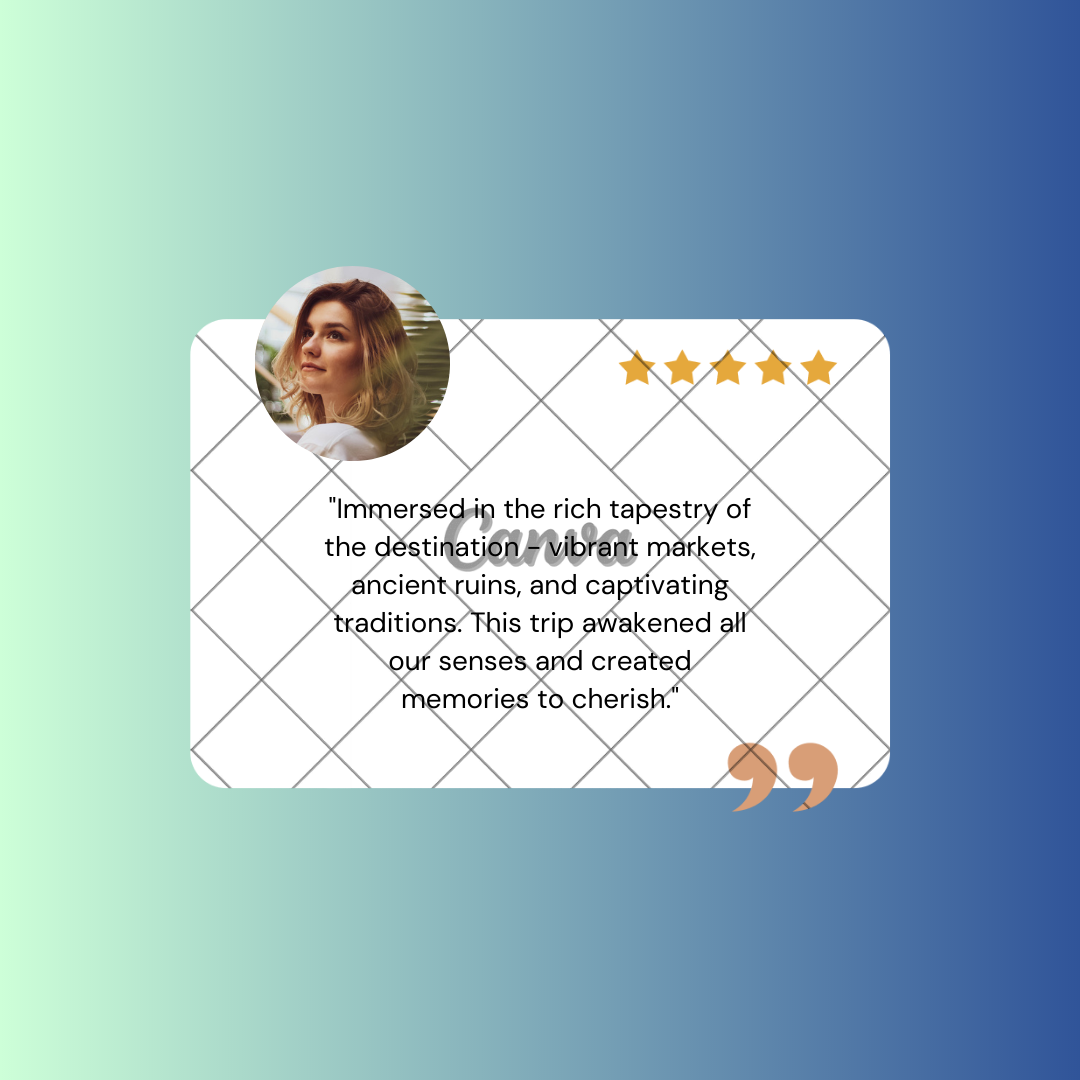 "Immersed in the rich tapestry of
the destination – vibrant markets,
ancient ruins, and captivating
traditions. This trip awakened all
our senses and created
memories to cherish."
Canva